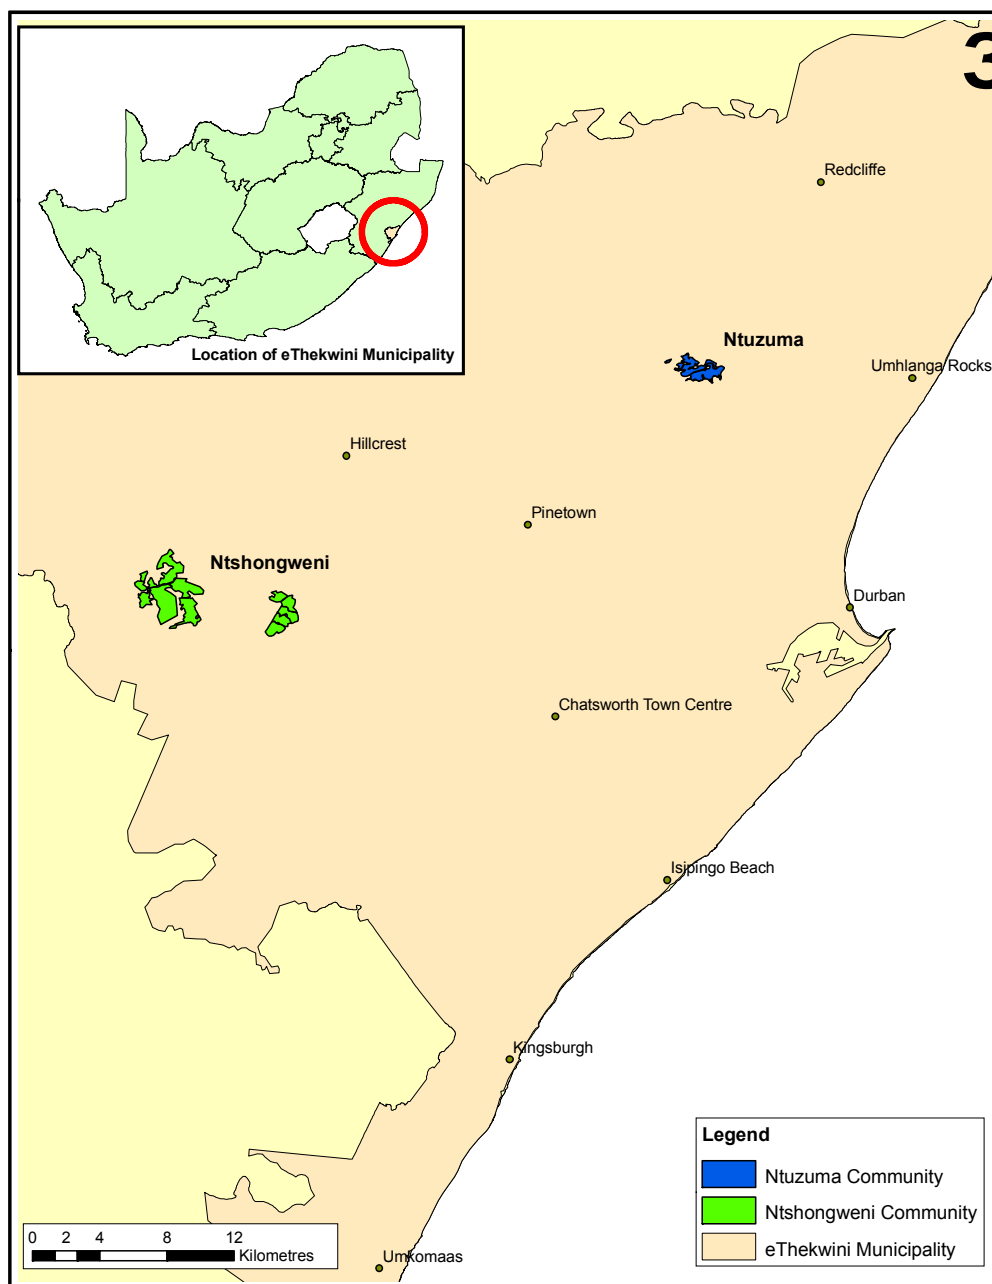 3
Location of eThekwini Municipality
Redcliffe
Ntuzuma
Umhlanga Rocks
Hillcrest
Pinetown
Ntshongweni
Durban
Chatsworth Town Centre
Isipingo Beach
Kingsburgh
Legend
Ntuzuma Community
Ntshongweni Community
eThekwini Municipality
0 2 4 8 12
Kilometres
Umkomaas